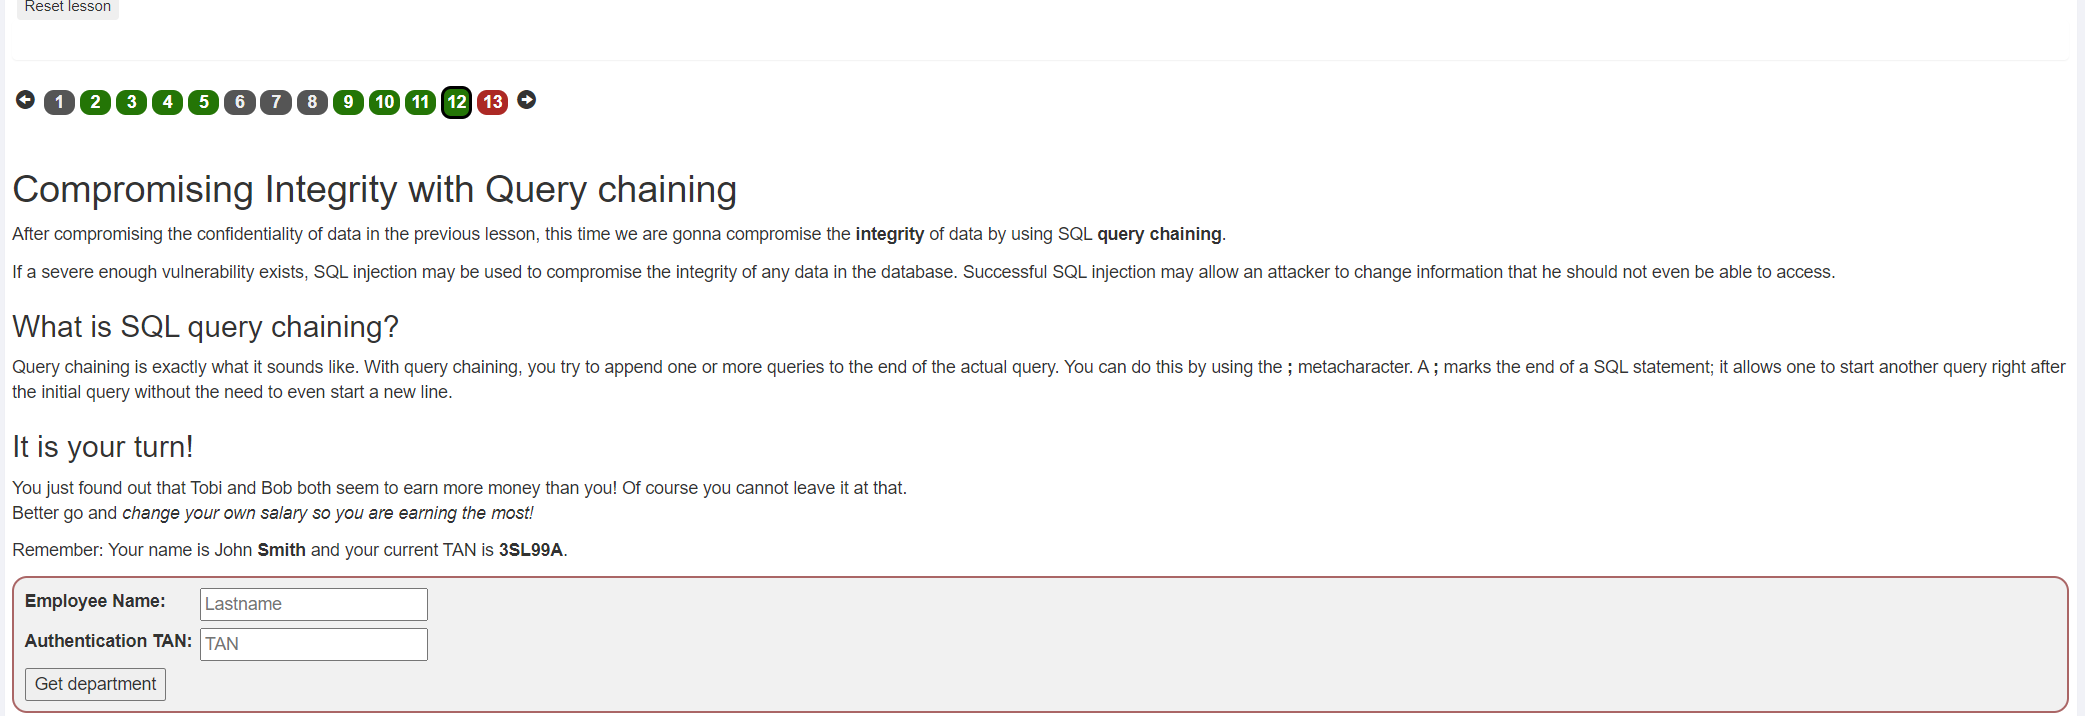 Reset lesson
1 2 3 4 5 6 7 8 9 10 11 12 13
Compromising Integrity with Query chaining
After compromising the confidentiality of data in the previous lesson, this time we are gonna compromise the integrity of data by using SQL query chaining.
If a severe enough vulnerability exists, SQL injection may be used to compromise the integrity of any data in the database. Successful SQL injection may allow an attacker to change information that he should not even be able to access.
What is SQL query chaining?
Query chaining is exactly what it sounds like. With query chaining, you try to append one or more queries to the end of the actual query. You can do this by using the ; metacharacter. A ; marks the end of a SQL statement; it allows one to start another query right after
the initial query without the need to even start a new line.
It is your turn!
You just found out that Tobi and Bob both seem to earn more money than you! Of course you cannot leave it at that.
Better go and change your own salary so you are earning the most!
Remember: Your name is John Smith and your current TAN is 3SL99A.
Employee Name: Lastname
Authentication TAN: TAN
Get department